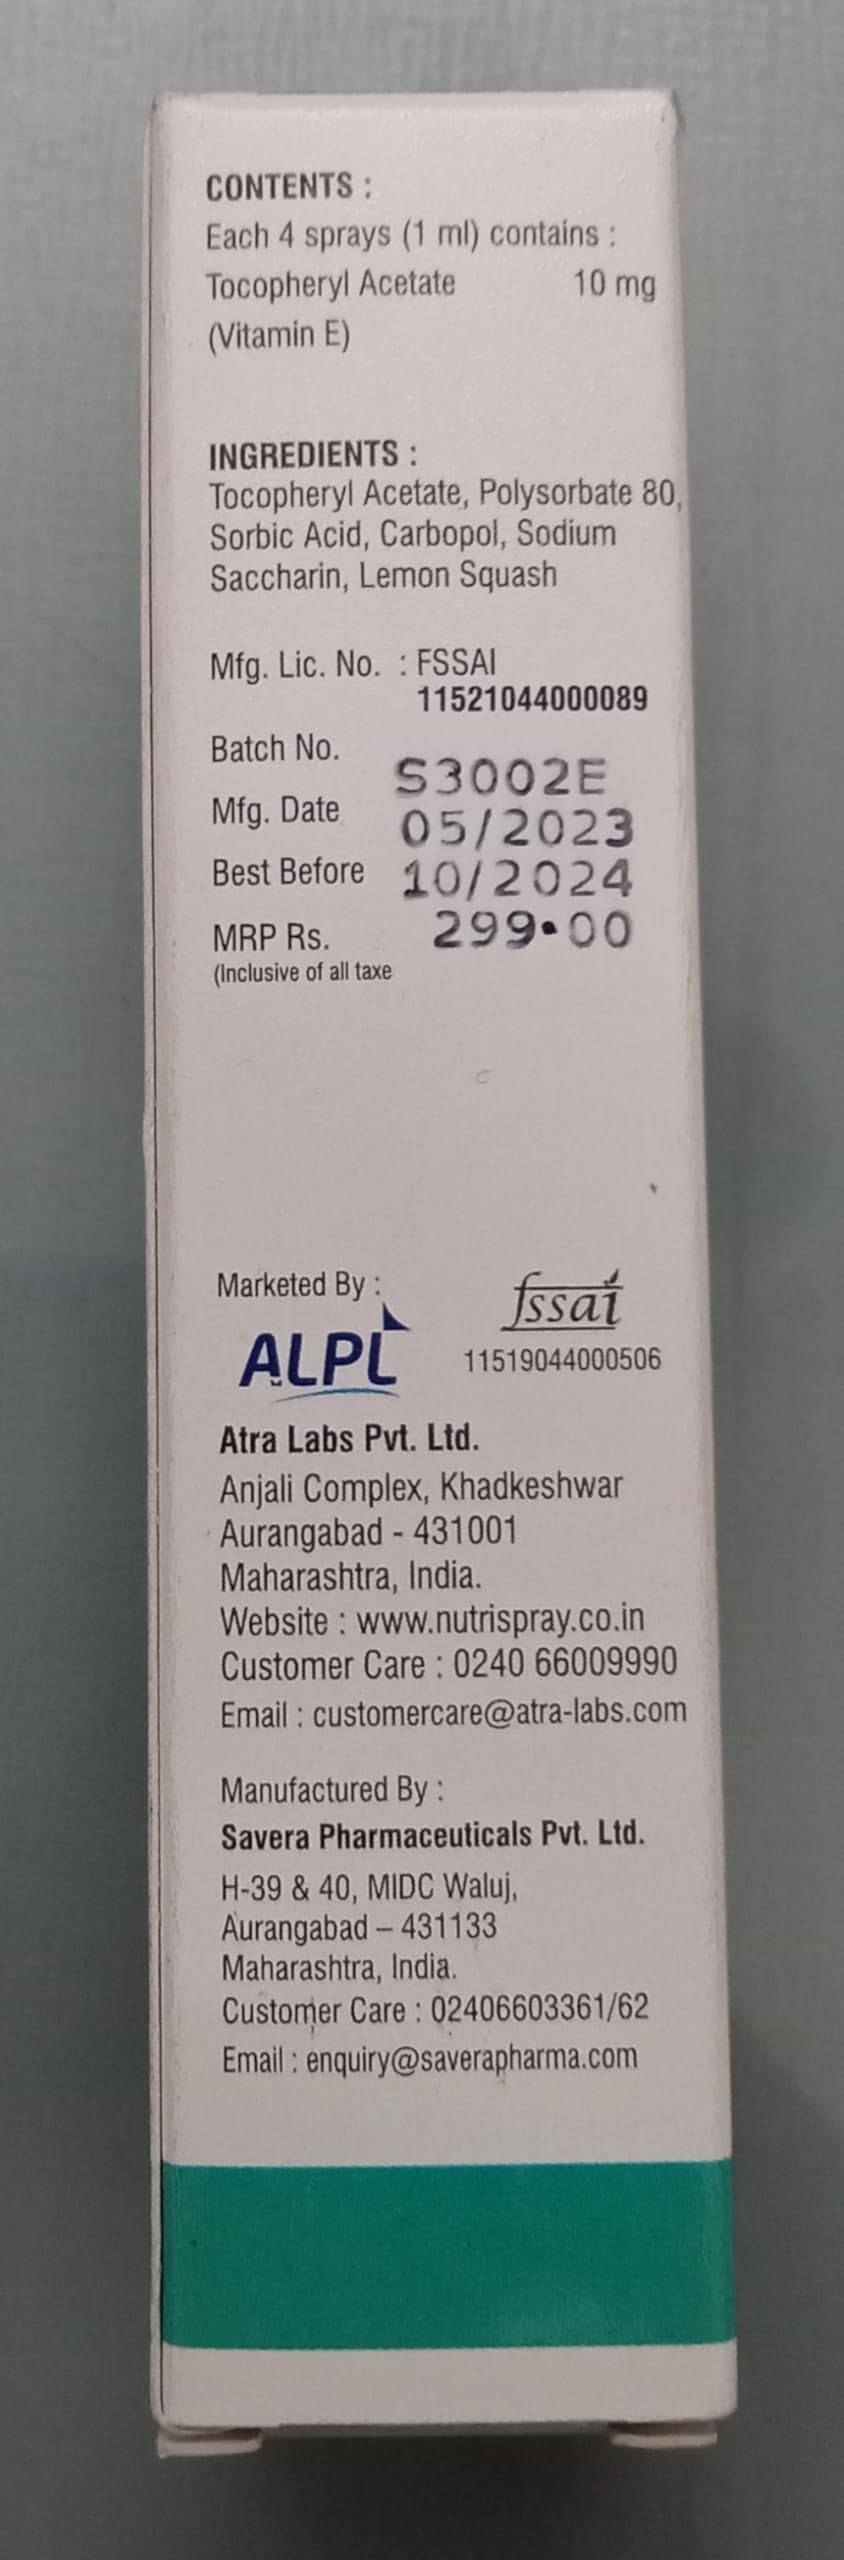 CONTENTS :
Each 4 sprays (1 ml) contains :
Tocopheryl Acetate 10 mg
(Vitamin E)
INGREDIENTS :
Tocopheryl Acetate, Polysorbate 80,
Sorbic Acid, Carbopol, Sodium
Saccharin, Lemon Squash
Mfg. Lic. No. : FSSAI
11521044000089
Batch No. S3002E
Mfg. Date 05/2023
Best Before 10/2024
MRP Rs. 299.00
(Inclusive of all taxe
Marketed By :
fssai
ALPL
11519044000506
Atra Labs Pvt. Ltd.
Anjali Complex, Khadkeshwar
Aurangabad - 431001
Maharashtra, India.
Website : www.nutrispray.co.in
Customer Care : 0240 66009990
Email : customercare@atra-labs.com
Manufactured By :
Savera Pharmaceuticals Pvt. Ltd.
H-39 & 40, MIDC Waluj,
Aurangabad – 431133
Maharashtra, India.
Customer Care : 02406603361/62
Email : enquiry@saverapharma.com